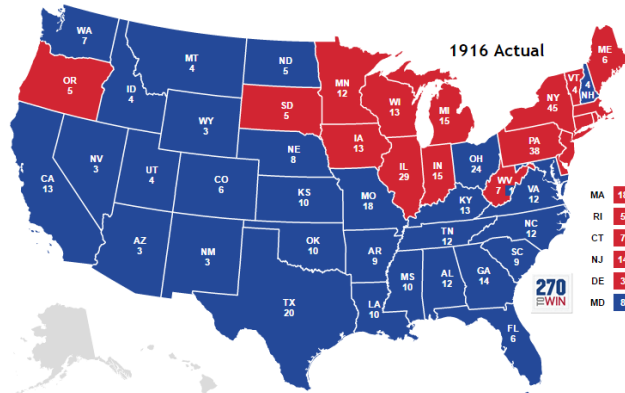 1916 Actual
WA
7
OR
5
CA
13
NV
3
ID
4
MT
4
WY
3
UT
4
AZ
3
CO
6
NM
3
ND
5
SD
5
NE
8
KS
10
OK
10
TX
20
MN
12
IA
13
MO
18
AR
9
LA
10
WI
13
IL
29
MI
15
IN
15
OH
24
KY
13
TN
12
MS
10
AL
12
GA
14
FL
6
SC
9
NC
12
VA
12
WV
7
PA
38
NY
45
VT
4
4
NH
ME
6
MA
RI 5
CT 7
NJ
DE 3
MD 8
270
TO
WIN